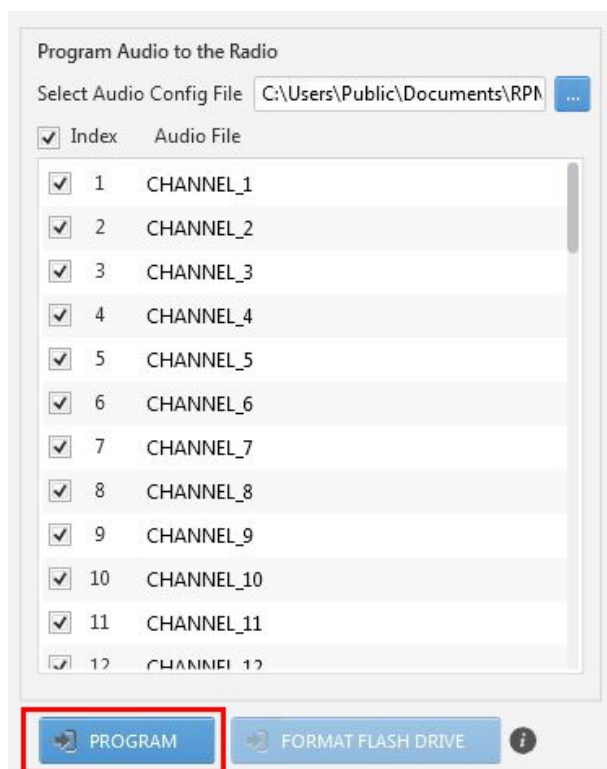 Program Audio to the Radio
Select Audio Config File C:\Users\Public\Documents\RPM ...
Index Audio File
1 CHANNEL_1
2 CHANNEL_2
3 CHANNEL_3
4 CHANNEL_4
5 CHANNEL_5
6 CHANNEL_6
7 CHANNEL_7
8 CHANNEL_8
9 CHANNEL_9
10 CHANNEL_10
11 CHANNEL_11
12 CHANNEL_12
PROGRAM FORMAT FLASH DRIVE i